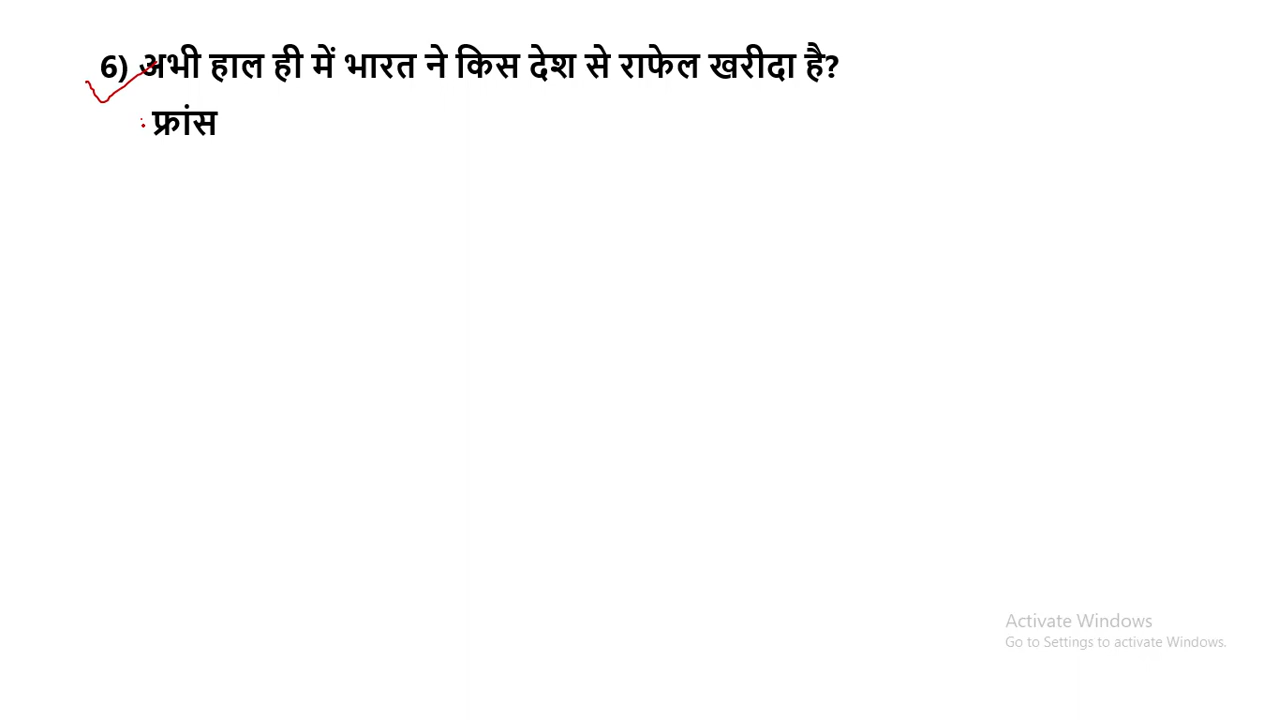 6) अभी हाल ही में भारत ने किस देश से राफेल खरीदा है?
फ्रांस
Activate Windows
Go to Settings to activate Windows.